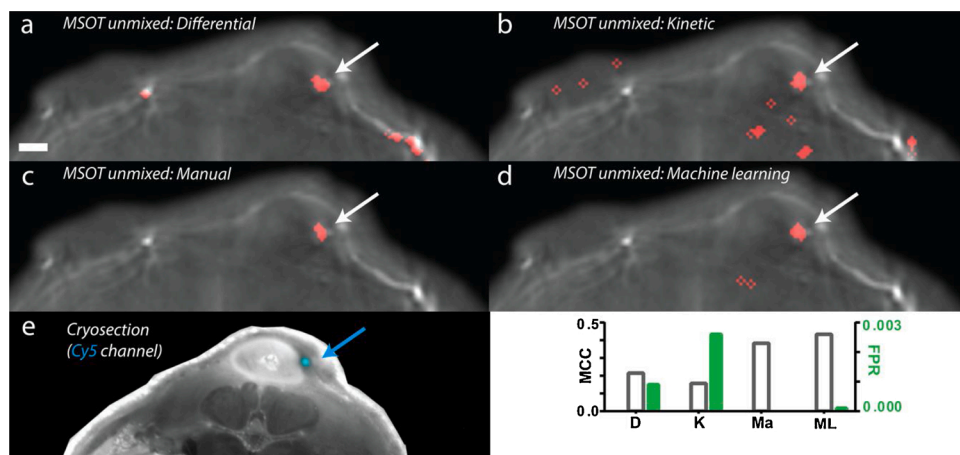 a MSOT unmixed: Differential
b MSOT unmixed: Kinetic
c MSOT unmixed: Manual
d MSOT unmixed: Machine learning
e Cryosection
(Cy5 channel)
0.5
0.0
MCC
0.003
0.000
FPR
D K Ma ML